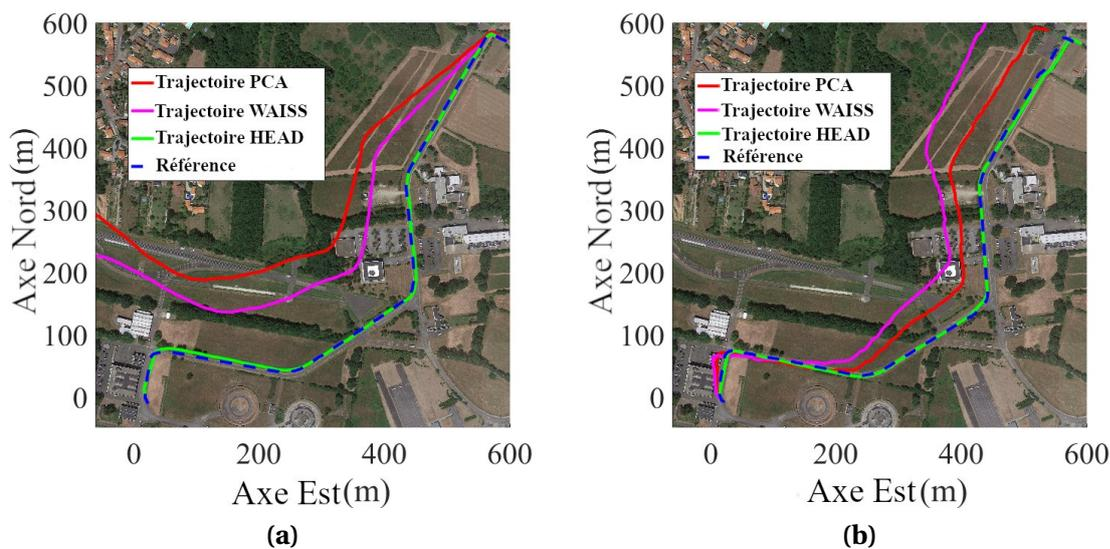 600
500
400
300
200
100
0
Axe Nord (m)
Trajectoire PCA
Trajectoire WAISS
Trajectoire HEAD
Référence
0 200 400 600
Axe Est (m)
(a)
600
500
400
300
200
100
0
Axe Nord (m)
Trajectoire PCA
Trajectoire WAISS
Trajectoire HEAD
Référence
0 200 400 600
Axe Est (m)
(b)